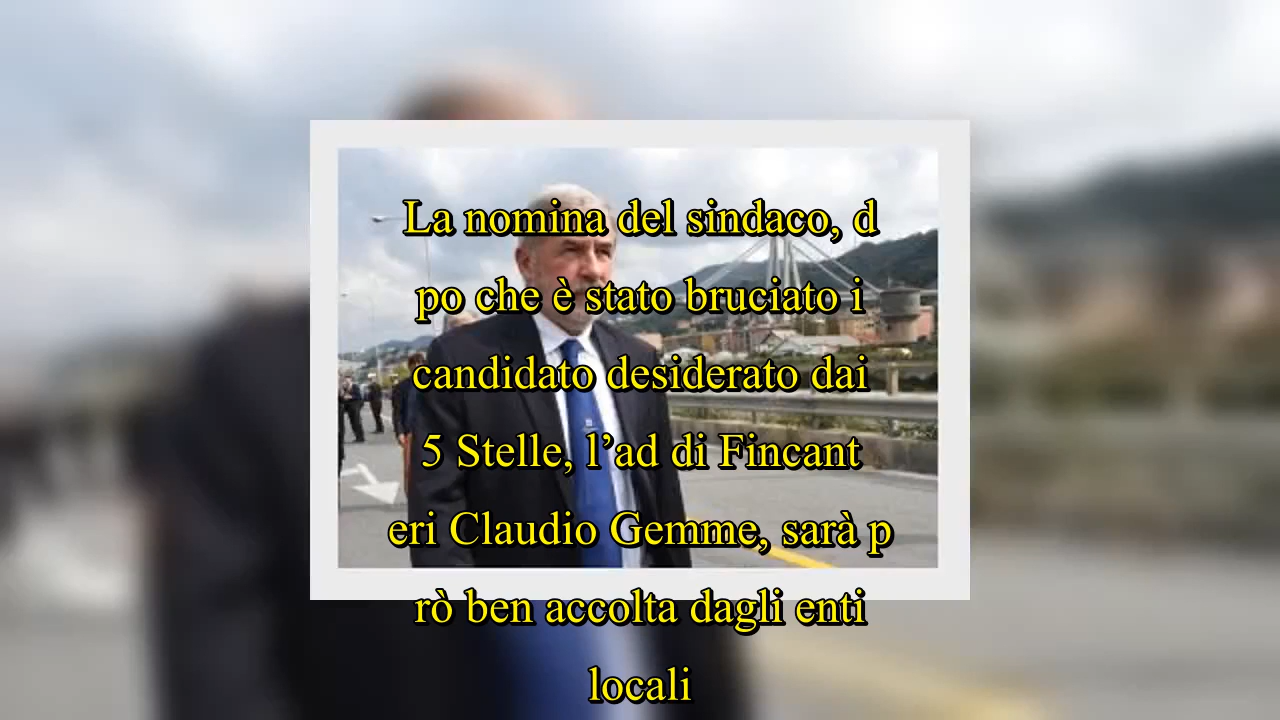 La nomina del sindaco, d
po che è stato bruciato i
candidato desiderato dai
5 Stelle, l’ad di Fincant
eri Claudio Gemme, sarà p
rò ben accolta dagli enti
locali